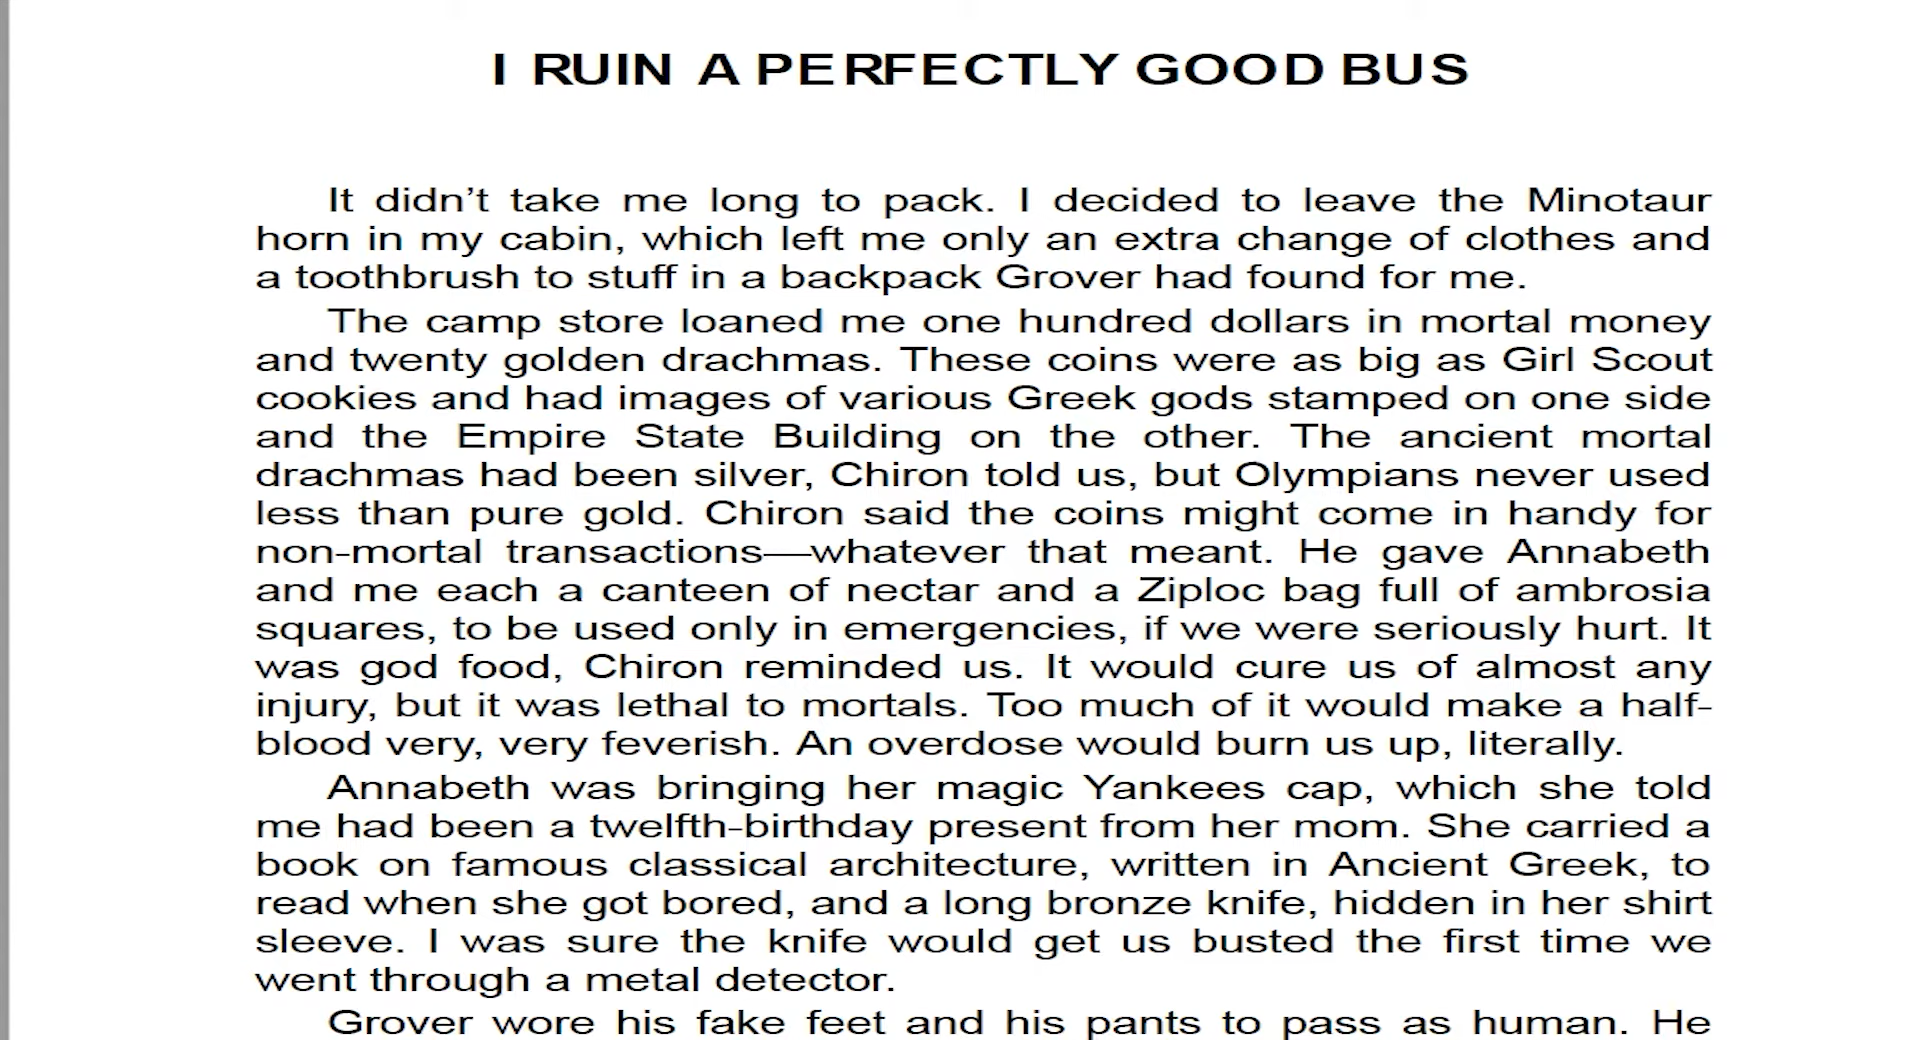 I RUIN A PERFECTLY GOOD BUS
It didn’t take me long to pack. I decided to leave the Minotaur
horn in my cabin, which left me only an extra change of clothes and
a toothbrush to stuff in a backpack Grover had found for me.
The camp store loaned me one hundred dollars in mortal money
and twenty golden drachmas. These coins were as big as Girl Scout
cookies and had images of various Greek gods stamped on one side
and the Empire State Building on the other. The ancient mortal
drachmas had been silver, Chiron told us, but Olympians never used
less than pure gold. Chiron said the coins might come in handy for
non-mortal transactions—whatever that meant. He gave Annabeth
and me each a canteen of nectar and a Ziploc bag full of ambrosia
squares, to be used only in emergencies, if we were seriously hurt. It
was god food, Chiron reminded us. It would cure us of almost any
injury, but it was lethal to mortals. Too much of it would make a half-
blood very, very feverish. An overdose would burn us up, literally.
Annabeth was bringing her magic Yankees cap, which she told
me had been a twelfth-birthday present from her mom. She carried a
book on famous classical architecture, written in Ancient Greek, to
read when she got bored, and a long bronze knife, hidden in her shirt
sleeve. I was sure the knife would get us busted the first time we
went through a metal detector.
Grover wore his fake feet and his pants to pass as human. He